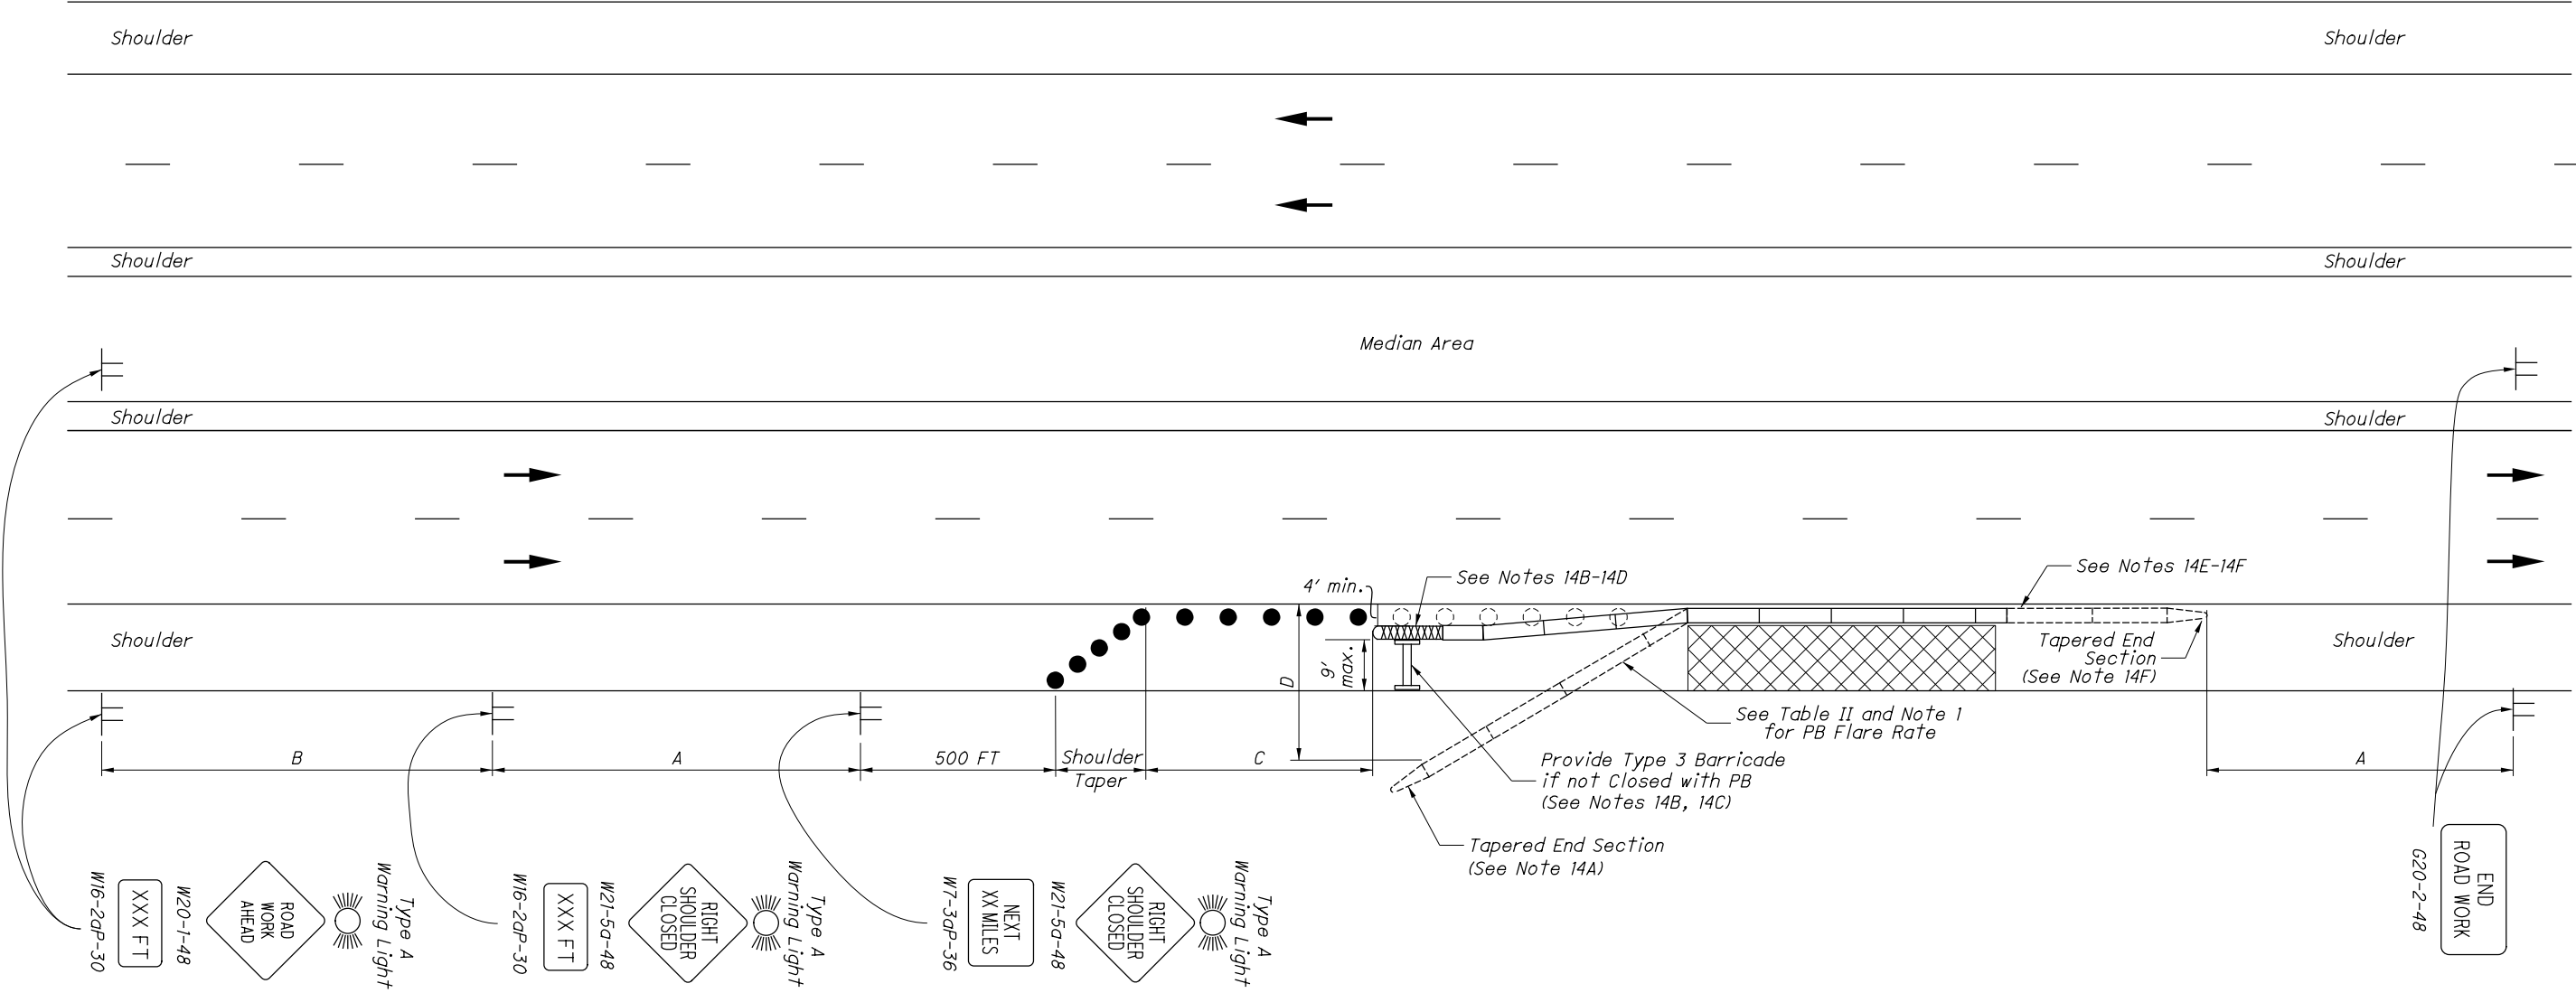 Shoulder
Shoulder
Shoulder
Shoulder
Median Area
Shoulder
Shoulder
4' min.
See Notes 14B-14D
See Notes 14E-14F
Shoulder
9'
max.
D
Tapered End
Section
(See Note 14F)
Shoulder
See Table II and Note 1
for PB Flare Rate
B
A
500 FT
Shoulder
Taper
C
Provide Type 3 Barricade
if not Closed with PB
(See Notes 14B, 14C)
A
Tapered End Section
(See Note 14A)
W16-2aP-30
XXX FT
W20-1-48
ROAD
WORK
AHEAD
Type A
Warning Light
W16-2aP-30
XXX FT
W21-5a-48
RIGHT
SHOULDER
CLOSED
Type A
Warning Light
W7-3aP-36
NEXT
XX MILES
W21-5a-48
RIGHT
SHOULDER
CLOSED
Type A
Warning Light
G20-2-48
END
ROAD WORK